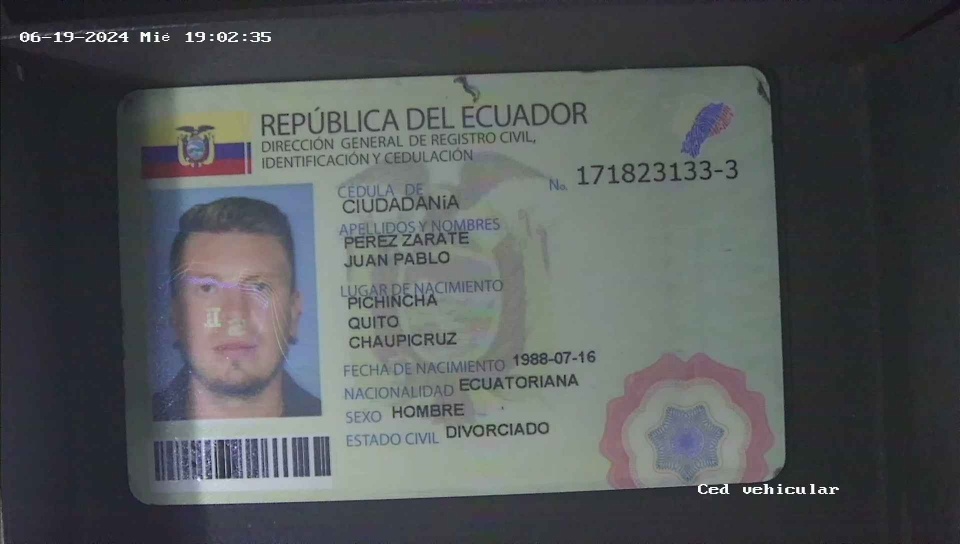 06-19-2024 Mié 19:02:35
REPÚBLICA DEL ECUADOR
DIRECCIÓN GENERAL DE REGISTRO CIVIL,
IDENTIFICACIÓN Y CEDULACIÓN
No. 171823133-3
CÉDULA DE
CIUDADANíA
APELLIDOS Y NOMBRES
PEREZ ZARATE
JUAN PABLO
LUGAR DE NACIMIENTO
PICHINCHA
QUITO
CHAUPICRUZ
FECHA DE NACIMIENTO 1988-07-16
NACIONALIDAD ECUATORIANA
SEXO HOMBRE
ESTADO CIVIL DIVORCIADO
Ced vehicular